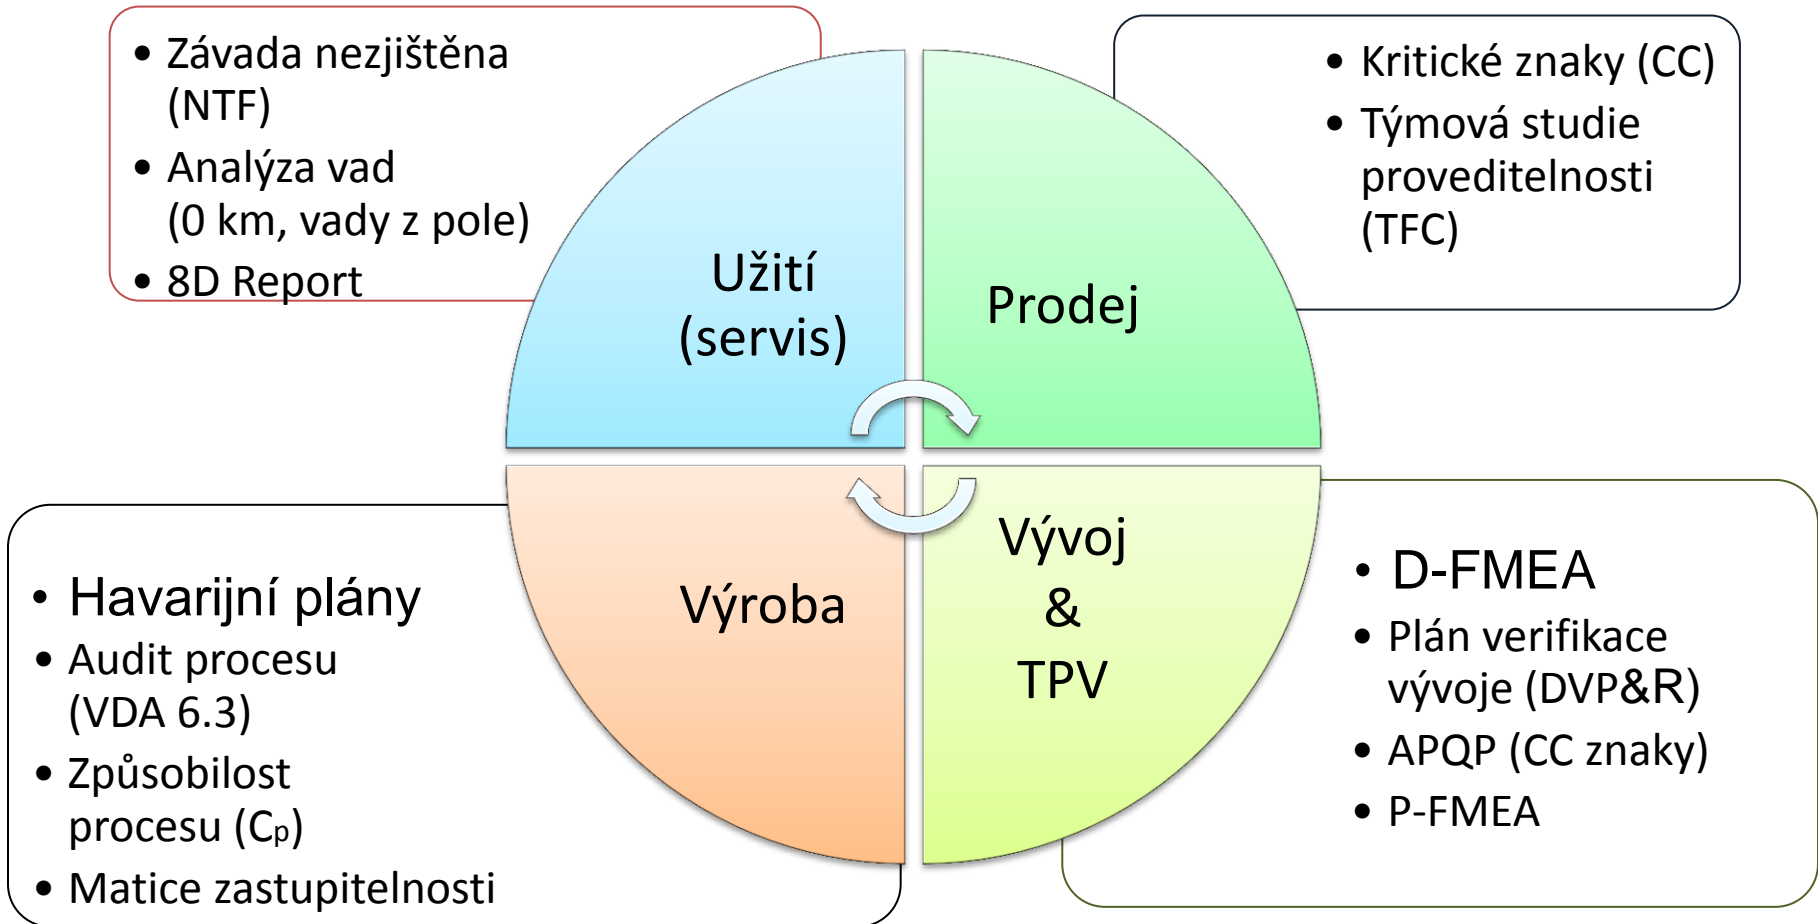 • Závada nezjištěna
(NTF)
• Analýza vad
(0 km, vady z pole)
• 8D Report
• Kritické znaky (CC)
• Týmová studie
proveditelnosti
(TFC)
Užití
(servis)
Prodej
Výroba
Vývoj
&
TPV
• Havarijní plány
• Audit procesu
(VDA 6.3)
• Způsobilost
procesu (Cp)
• Matice zastupitelnosti
• D-FMEA
• Plán verifikace
vývoje (DVP&R)
• APQP (CC znaky)
• P-FMEA